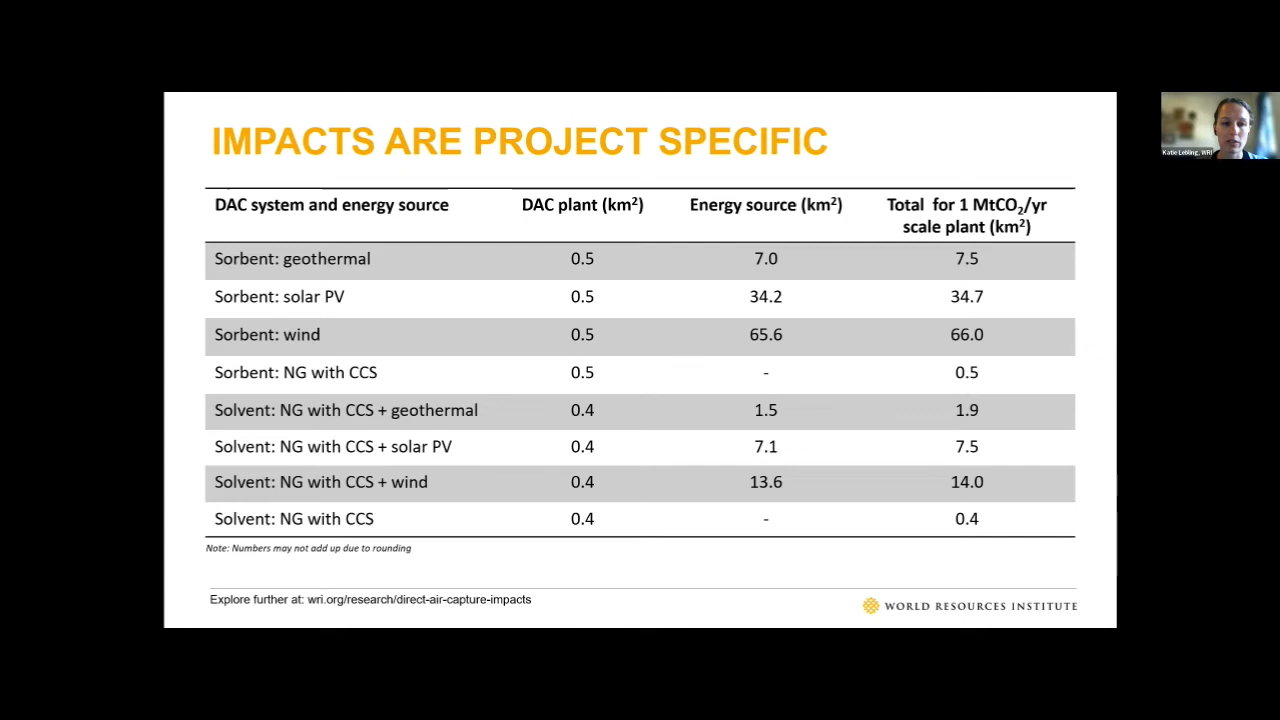 IMPACTS ARE PROJECT SPECIFIC
Katie Lebling, WRI
DAC system and energy source DAC plant (km²) Energy source (km²) Total for 1 MtCO₂/yr
scale plant (km²)
Sorbent: geothermal 0.5 7.0 7.5
Sorbent: solar PV 0.5 34.2 34.7
Sorbent: wind 0.5 65.6 66.0
Sorbent: NG with CCS 0.5 - 0.5
Solvent: NG with CCS + geothermal 0.4 1.5 1.9
Solvent: NG with CCS + solar PV 0.4 7.1 7.5
Solvent: NG with CCS + wind 0.4 13.6 14.0
Solvent: NG with CCS 0.4 - 0.4
Note: Numbers may not add up due to rounding
Explore further at: wri.org/research/direct-air-capture-impacts
WORLD RESOURCES INSTITUTE